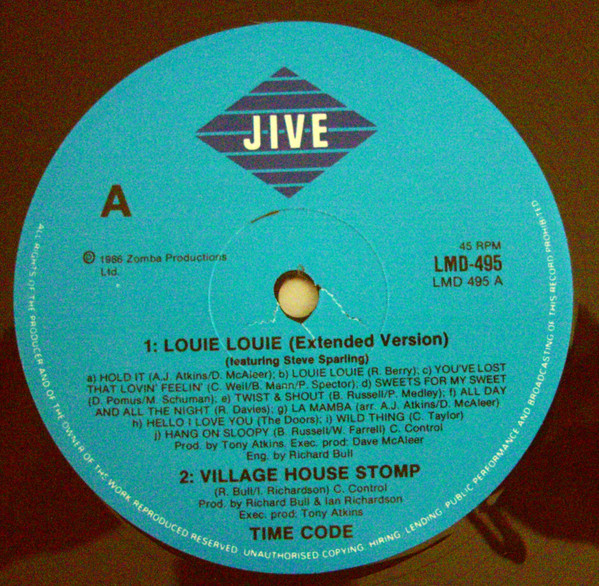 JIVE
A
℗ 1986 Zomba Productions
Ltd.
45 RPM
LMD-495
LMD 495 A
1: LOUIE LOUIE (Extended Version)
(featuring Steve Sparling)
a) HOLD IT (A.J. Atkins/D. McAleer); b) LOUIE LOUIE (R. Berry); c) YOU'VE LOST
THAT LOVIN' FEELIN' (C. Weil/B. Mann/P. Spector); d) SWEETS FOR MY SWEET
(D. Pomus/M. Schuman); e) TWIST & SHOUT (B. Russell/P. Medley); f) ALL DAY
AND ALL THE NIGHT (R. Davies); g) LA MAMBA (arr. A.J. Atkins/D. McAleer)
h) HELLO I LOVE YOU (The Doors); i) WILD THING (C. Taylor)
j) HANG ON SLOOPY (B. Russell/W. Farrell) C. Control
Prod. by Tony Atkins. Exec. prod: Dave McAleer
Eng. by Richard Bull
2: VILLAGE HOUSE STOMP
(R. Bull/I. Richardson) C. Control
Prod. by Richard Bull & Ian Richardson
Exec. prod: Tony Atkins
TIME CODE
ALL RIGHTS OF THE PRODUCER AND OF THE OWNER OF THE WORK REPRODUCED RESERVED. UNAUTHORISED COPYING, HIRING, LENDING, PUBLIC PERFORMANCE AND BROADCASTING OF THIS RECORD PROHIBITED.